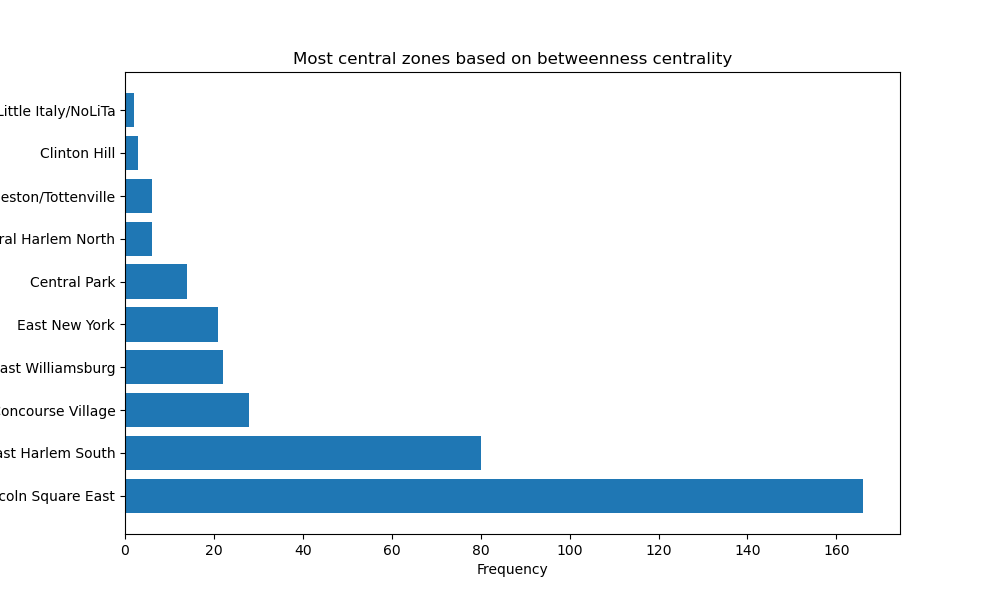 Most central zones based on betweenness centrality
Little Italy/NoLiTa
Clinton Hill
eston/Tottenville
ral Harlem North
Central Park
East New York
ast Williamsburg
Concourse Village
ast Harlem South
coln Square East
0 20 40 60 80 100 120 140 160
Frequency